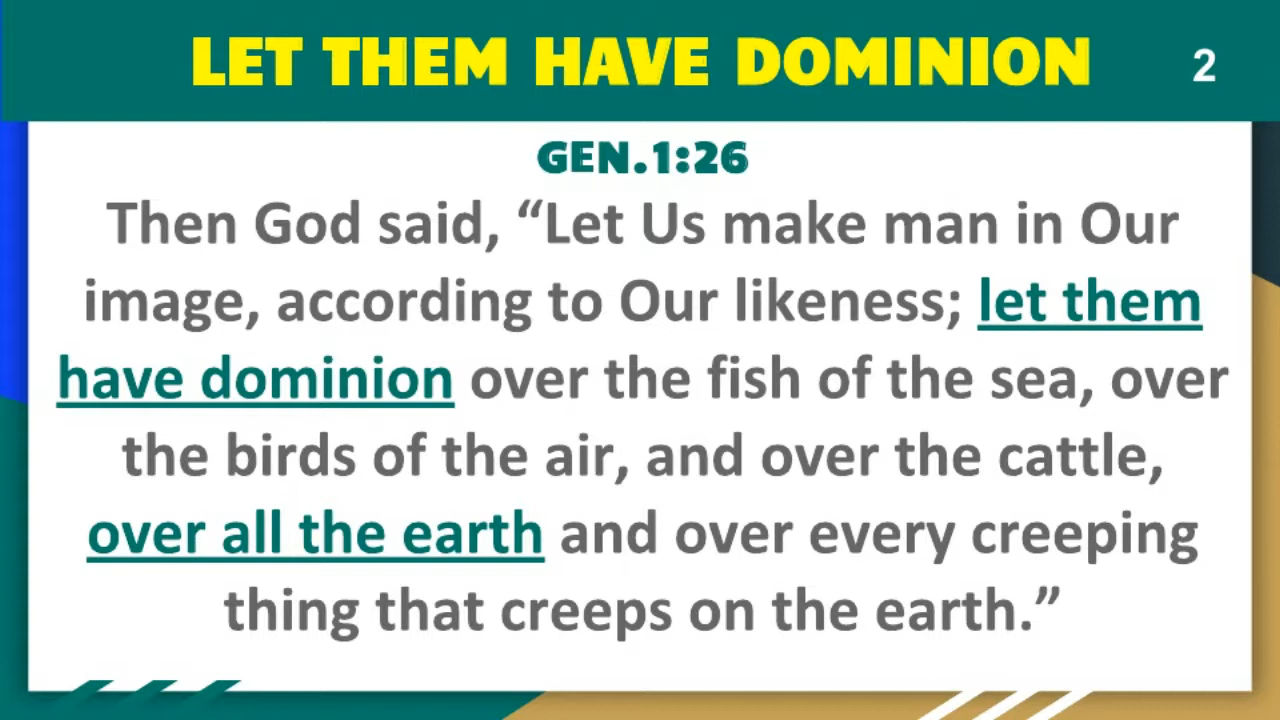 LET THEM HAVE DOMINION
2
GEN.1:26
Then God said, “Let Us make man in Our
image, according to Our likeness; let them
have dominion over the fish of the sea, over
the birds of the air, and over the cattle,
over all the earth and over every creeping
thing that creeps on the earth.”